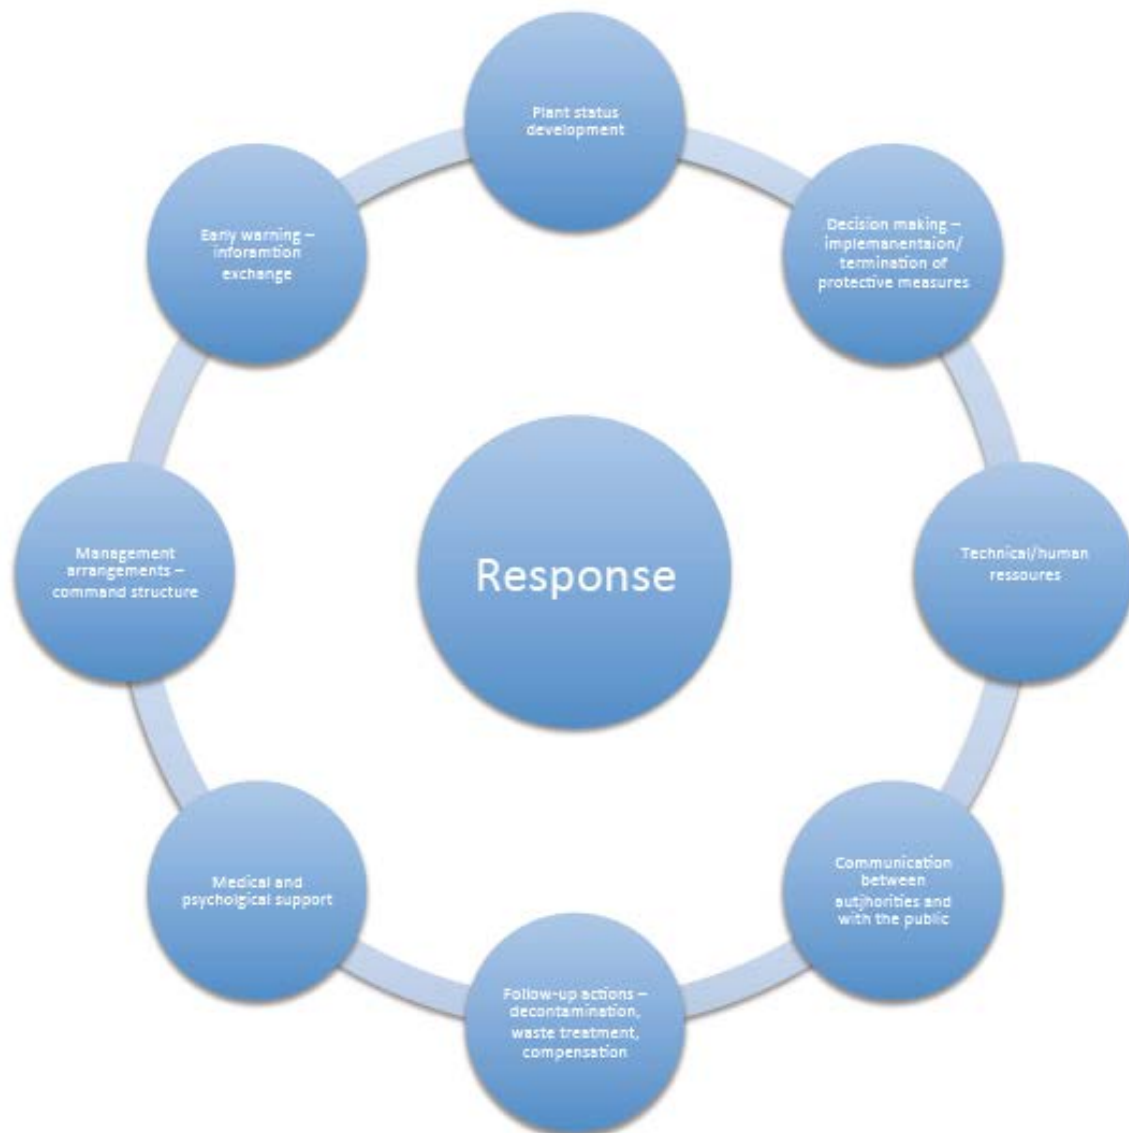 Plant status
development
Early warning –
inforamtion
exchange
Decision making –
implemanentaion/
termination of
protective measures
Response
Management
arrangements –
command structure
Technical/human
ressoures
Medical and
psycholgical support
Communication
between
autjhorities and
with the public
Follow-up actions –
decontamination,
waste treatment,
compensation